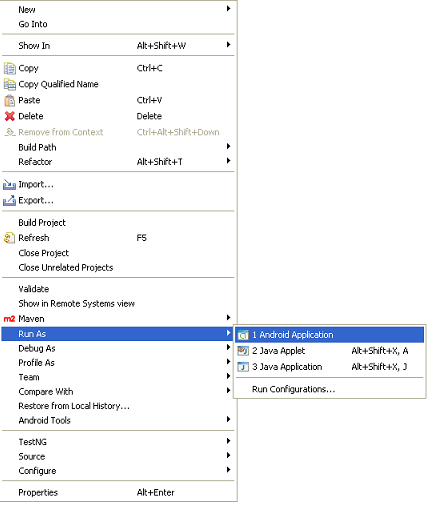 New
Go Into
Show In Alt+Shift+W
Copy Ctrl+C
Copy Qualified Name
Paste Ctrl+V
Delete Delete
Remove from Context Ctrl+Alt+Shift+Down
Build Path
Refactor Alt+Shift+T
Import...
Export...
Build Project
Refresh F5
Close Project
Close Unrelated Projects
Validate
Show in Remote Systems view
m2 Maven
Run As
1 Android Application
Debug As
2 Java Applet Alt+Shift+X, A
Profile As
3 Java Application Alt+Shift+X, J
Team
Compare With
Run Configurations...
Restore from Local History...
Android Tools
TestNG
Source
Configure
Properties Alt+Enter